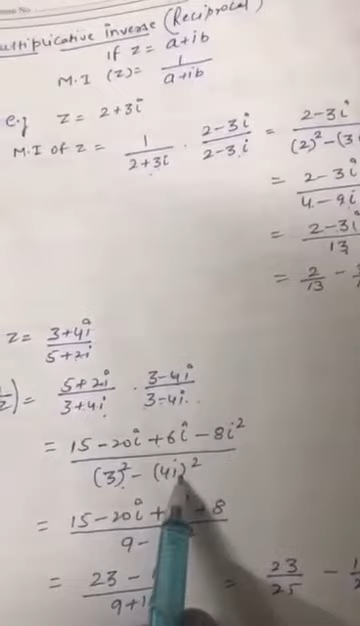 Multiplicative inverse (Reciprocal)
If z = a+ib
M.I (z) = 1/(a+ib)
e.g z = 2+3i
M.I of z = 1/(2+3i) · (2-3i)/(2-3i) = (2-3i)/((2)² - (3
= (2-3i)/(4-9i
= (2-3i)/13
= 2/13 -
z = (3+4i)/(5+2i)
= (5+2i)/(3+4i) · (3-4i)/(3-4i)
= (15-20i+6i-8i²)/((3)² - (4i)²)
= (15-20i+ +8)/(9-
= (23 - )/(9+1 = 23/25 -